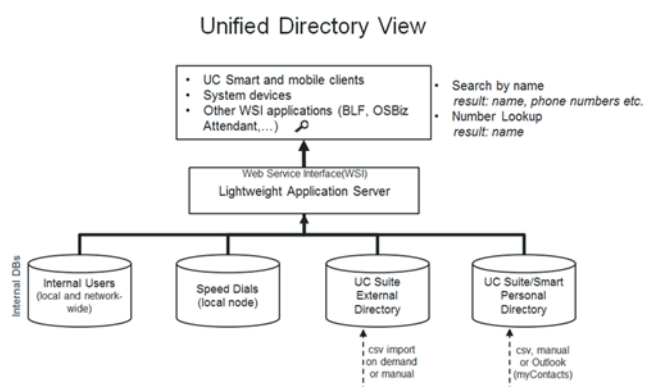 Unified Directory View
• UC Smart and mobile clients
• System devices
• Other WSI applications (BLF, OSBiz
Attendant,…)
• Search by name
result: name, phone numbers etc.
• Number Lookup
result: name
Web Service Interface(WSI)
Lightweight Application Server
Internal DBs
Internal Users
(local and network-
wide)
Speed Dials
(local node)
UC Suite
External
Directory
UC Suite/Smart
Personal
Directory
csv import
on demand
or manual
csv, manual
or Outlook
(myContacts)